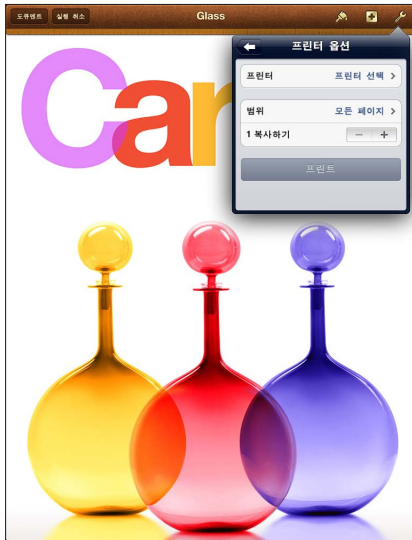 도큐멘트 실행 취소 Glass
프린터 옵션
프린터 프린터 선택
범위 모든 페이지
1 복사하기 − +
프린트
Car